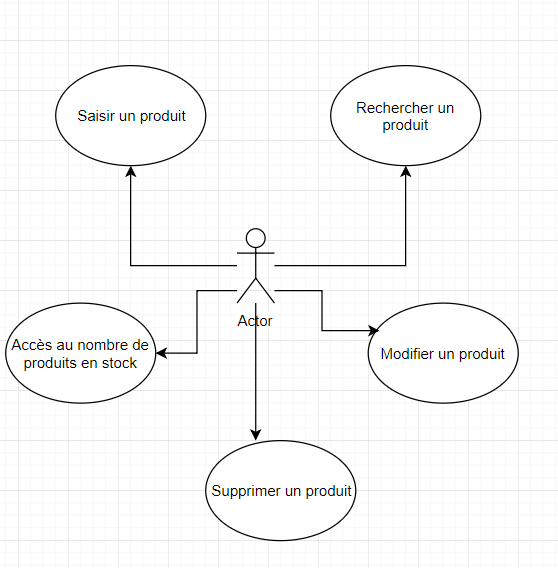 Saisir un produit
Rechercher un
produit
Actor
Accès au nombre de
produits en stock
Modifier un produit
Supprimer un produit